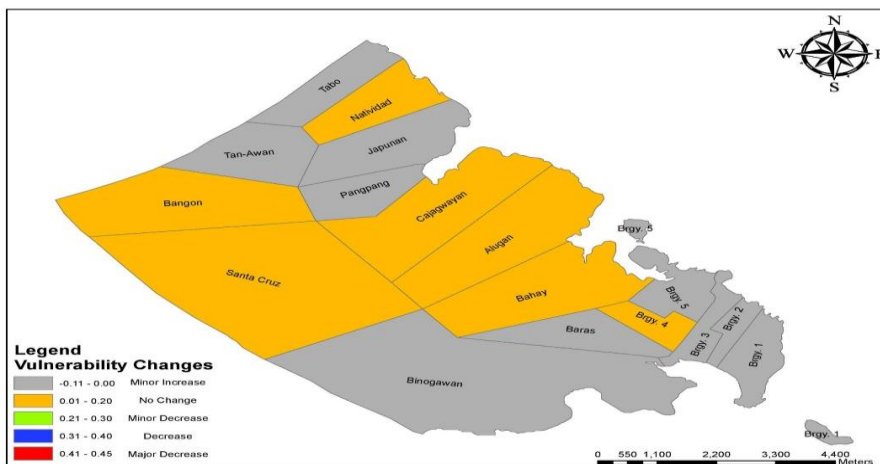 N
W E
S
Tabo
Natividad
Tan-Awan
Japunan
Pangpang
Bangon
Cajagwayan
Brgy. 5
Alugan
Santa Cruz
Bahay
Brgy. 5
Brgy. 4
Brgy. 2
Baras
Brgy. 3
Brgy. 1
Binogawan
Brgy. 1
Legend
Vulnerability Changes
-0.11 - 0.00 Minor Increase
0.01 - 0.20 No Change
0.21 - 0.30 Minor Decrease
0.31 - 0.40 Decrease
0.41 - 0.45 Major Decrease
0 550 1,100 2,200 3,300 4,400
Meters